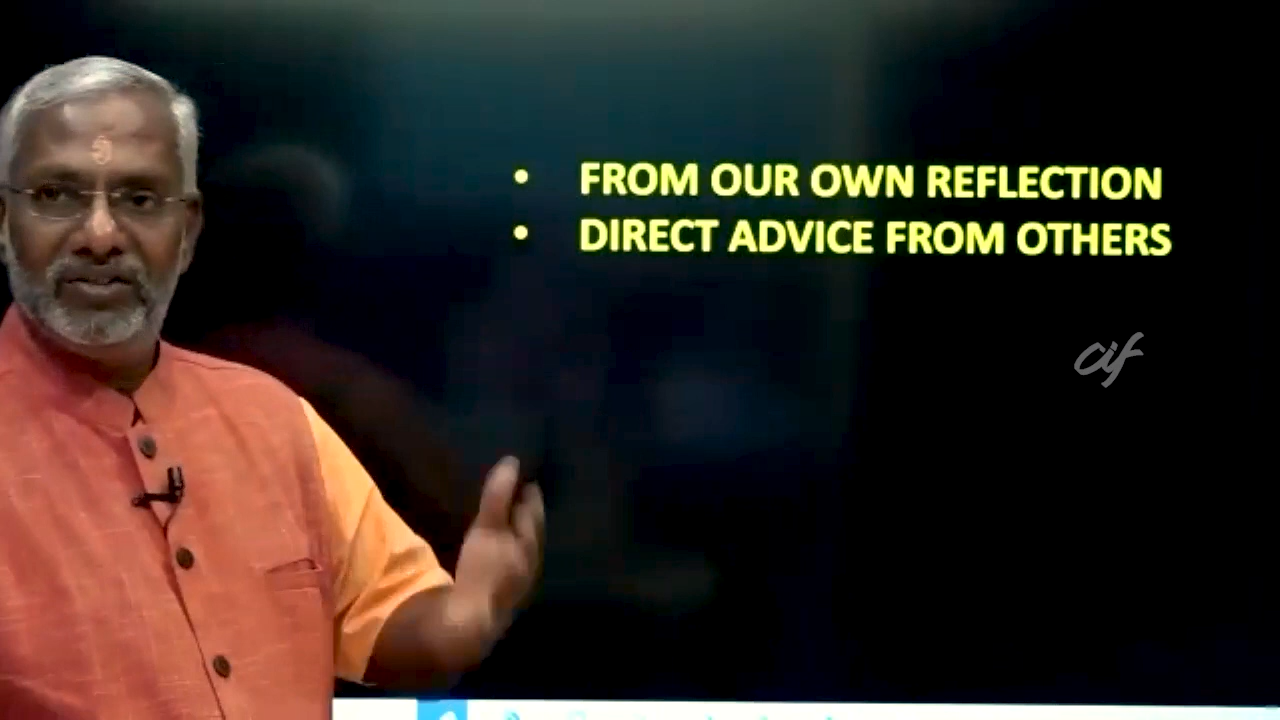 • FROM OUR OWN REFLECTION
• DIRECT ADVICE FROM OTHERS
cif